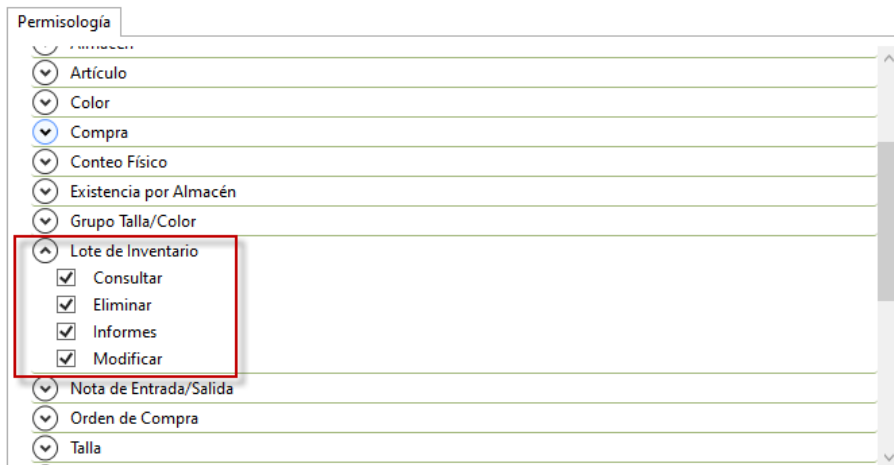 Permisología
Almacén
Artículo
Color
Compra
Conteo Físico
Existencia por Almacén
Grupo Talla/Color
Lote de Inventario
Consultar
Eliminar
Informes
Modificar
Nota de Entrada/Salida
Orden de Compra
Talla